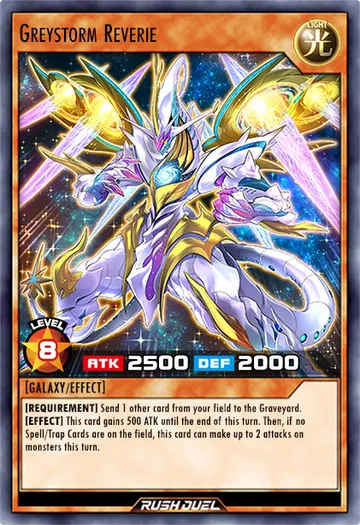 Greystorm Reverie
LIGHT
光
LEVEL
8
ATK 2500 DEF 2000
[GALAXY/EFFECT]
[REQUIREMENT] Send 1 other card from your field to the Graveyard.
[EFFECT] This card gains 500 ATK until the end of this turn. Then, if no
Spell/Trap Cards are on the field, this card can make up to 2 attacks on
monsters this turn.
RUSH DUEL